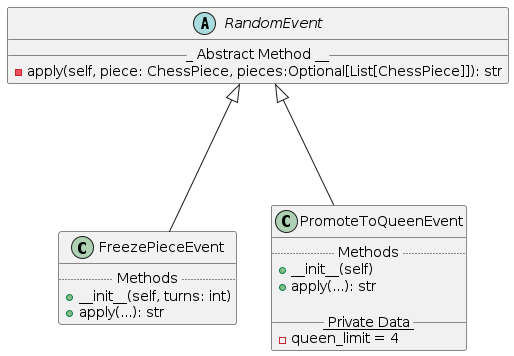 A RandomEvent
_ Abstract Method __
apply(self, piece: ChessPiece, pieces:Optional[List[ChessPiece]]): str
C FreezePieceEvent
Methods
__init__(self, turns: int)
apply(...): str
C PromoteToQueenEvent
Methods
__init__(self)
apply(...): str
Private Data
queen_limit = 4